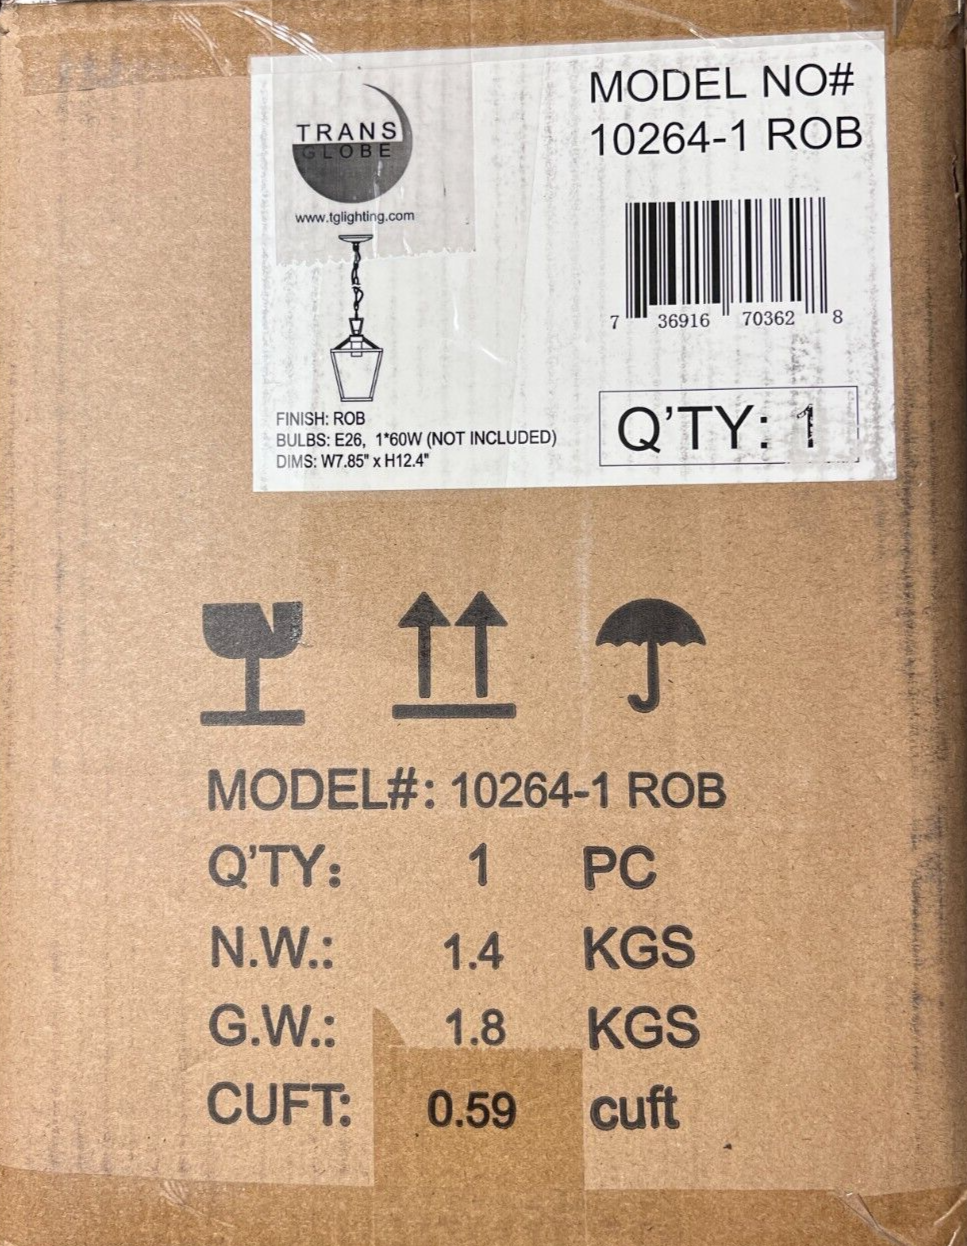 TRANS
GLOBE
www.tglighting.com
FINISH: ROB
BULBS: E26, 1*60W (NOT INCLUDED)
DIMS: W7.85" x H12.4"
MODEL NO#
10264-1 ROB
7 36916 70362 8
Q'TY: 1
MODEL#: 10264-1 ROB
Q'TY: 1 PC
N.W.: 1.4 KGS
G.W.: 1.8 KGS
CUFT: 0.59 cuft